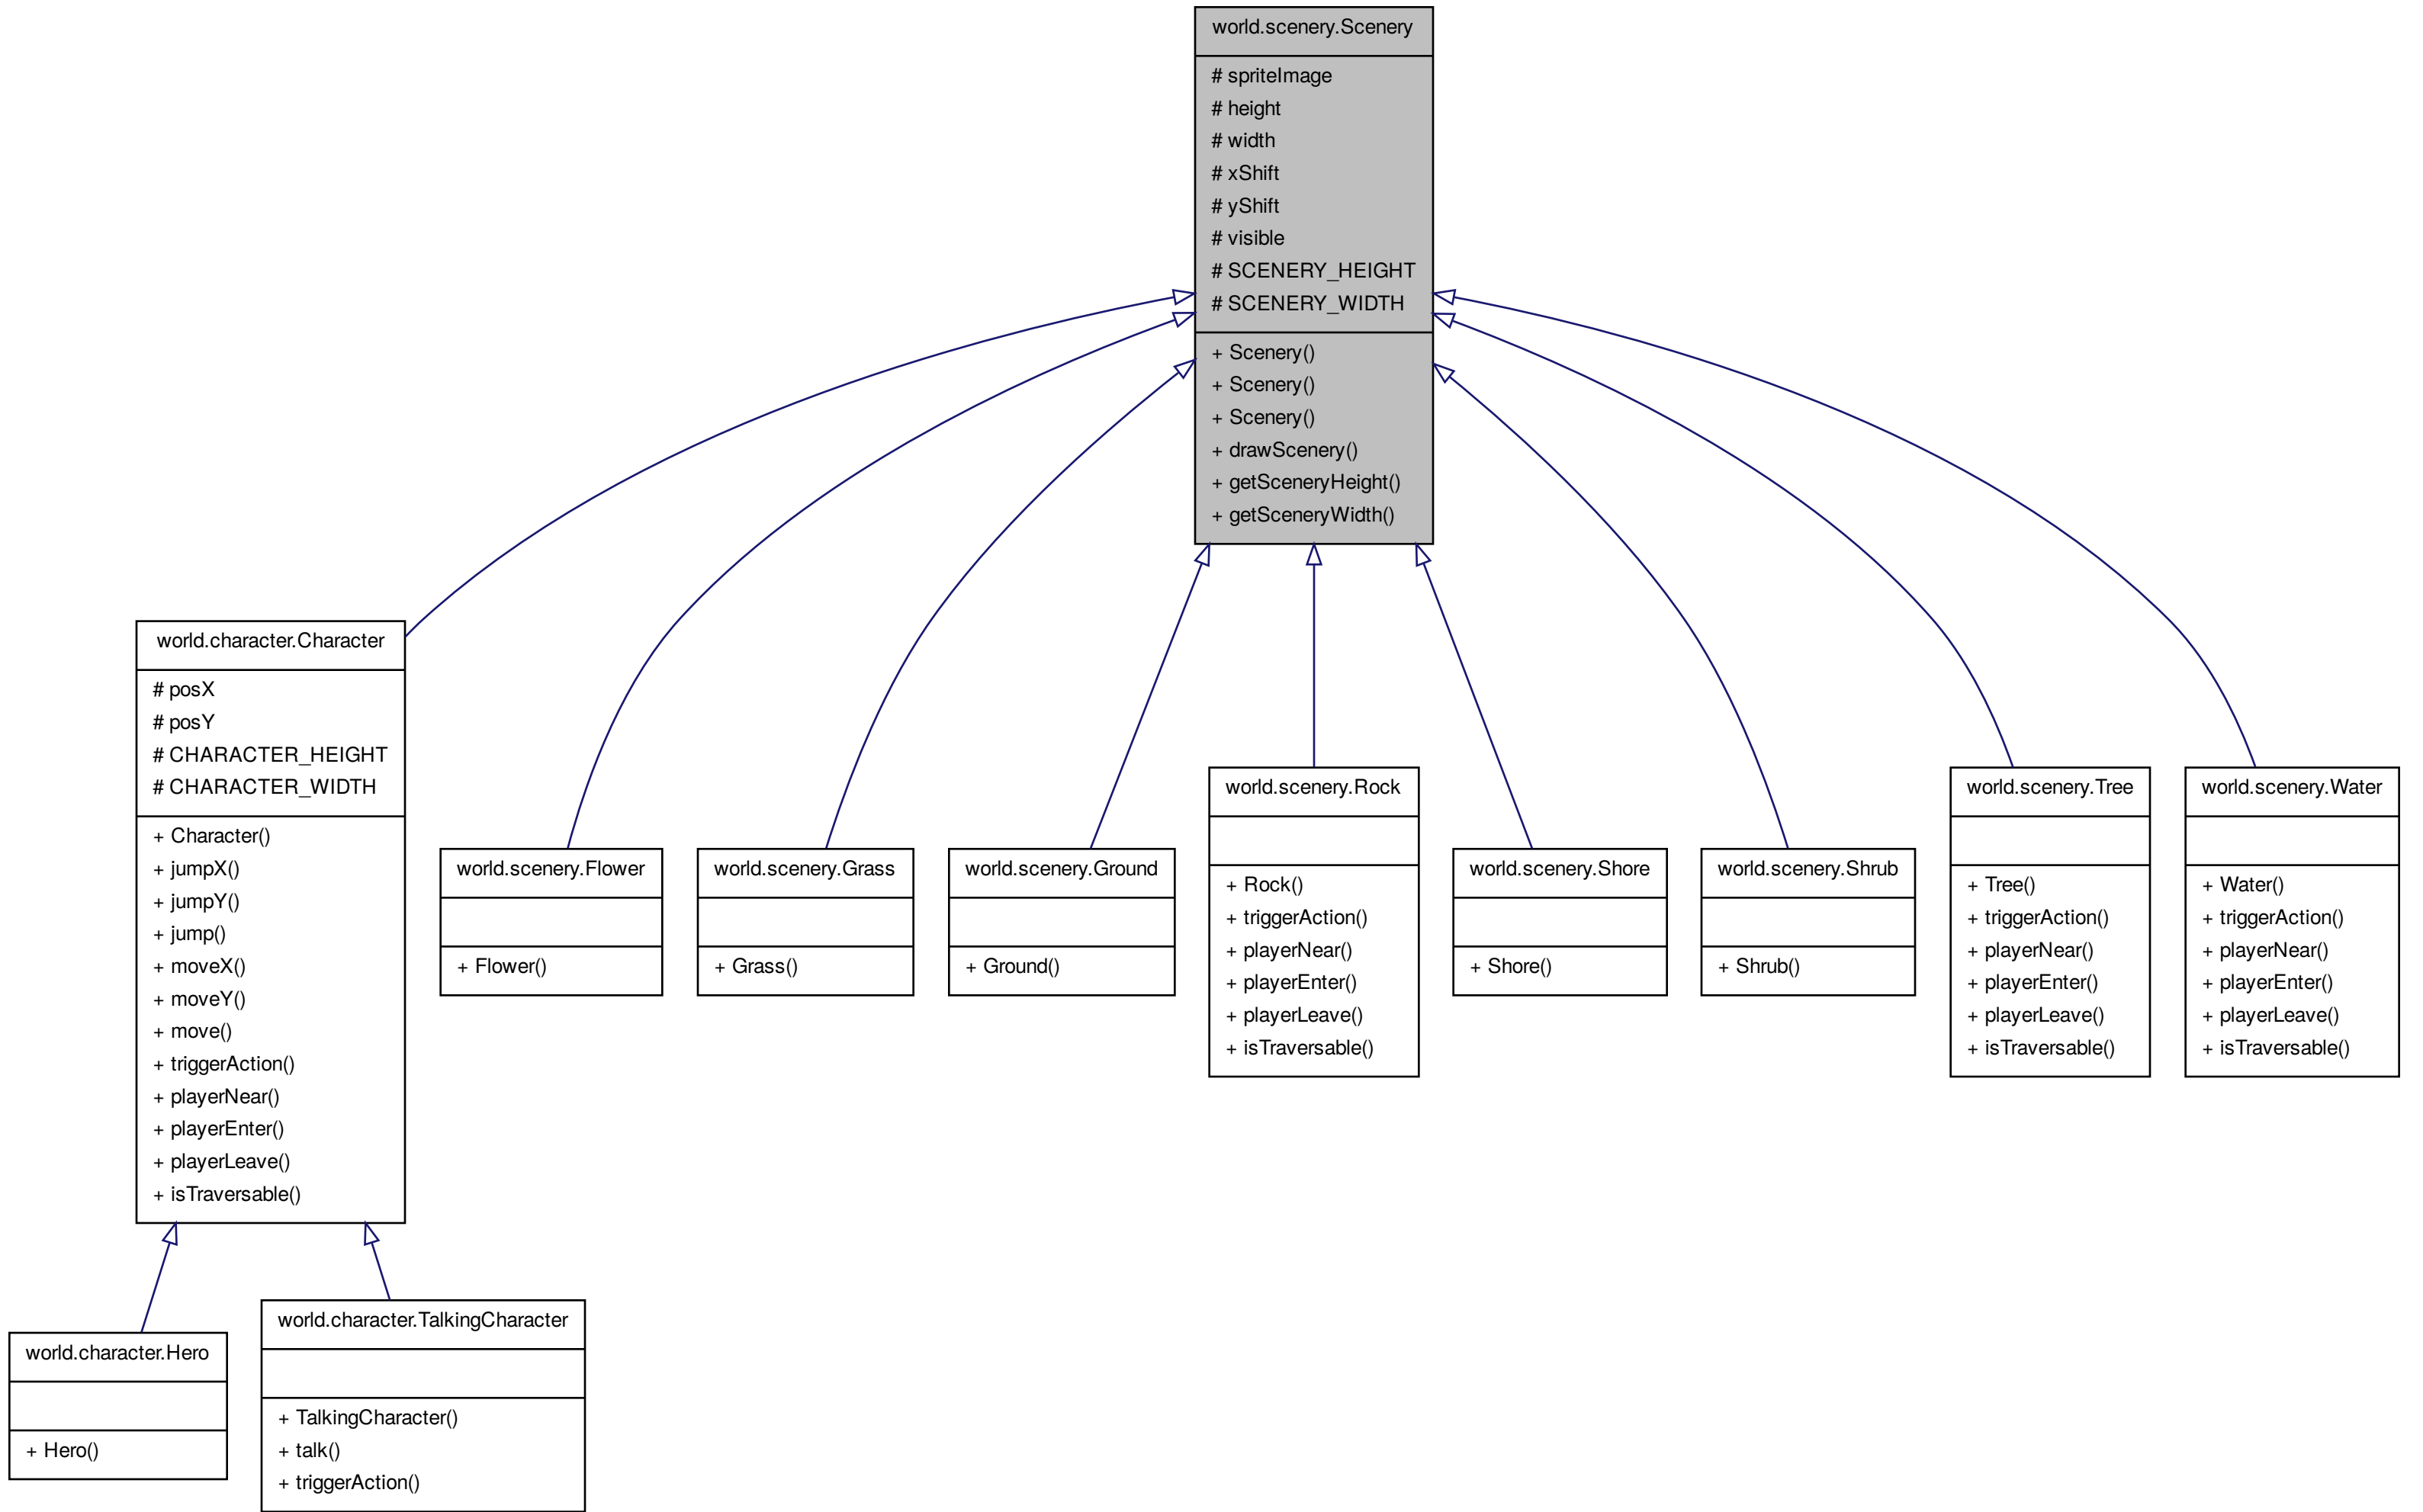 world.scenery.Scenery
# spriteImage
# height
# width
# xShift
# yShift
# visible
# SCENERY_HEIGHT
# SCENERY_WIDTH
+ Scenery()
+ Scenery()
+ Scenery()
+ drawScenery()
+ getSceneryHeight()
+ getSceneryWidth()
world.character.Character
# posX
# posY
# CHARACTER_HEIGHT
# CHARACTER_WIDTH
+ Character()
+ jumpX()
+ jumpY()
+ jump()
+ moveX()
+ moveY()
+ move()
+ triggerAction()
+ playerNear()
+ playerEnter()
+ playerLeave()
+ isTraversable()
world.scenery.Flower
+ Flower()
world.scenery.Grass
+ Grass()
world.scenery.Ground
+ Ground()
world.scenery.Rock
+ Rock()
+ triggerAction()
+ playerNear()
+ playerEnter()
+ playerLeave()
+ isTraversable()
world.scenery.Shore
+ Shore()
world.scenery.Shrub
+ Shrub()
world.scenery.Tree
+ Tree()
+ triggerAction()
+ playerNear()
+ playerEnter()
+ playerLeave()
+ isTraversable()
world.scenery.Water
+ Water()
+ triggerAction()
+ playerNear()
+ playerEnter()
+ playerLeave()
+ isTraversable()
world.character.Hero
+ Hero()
world.character.TalkingCharacter
+ TalkingCharacter()
+ talk()
+ triggerAction()